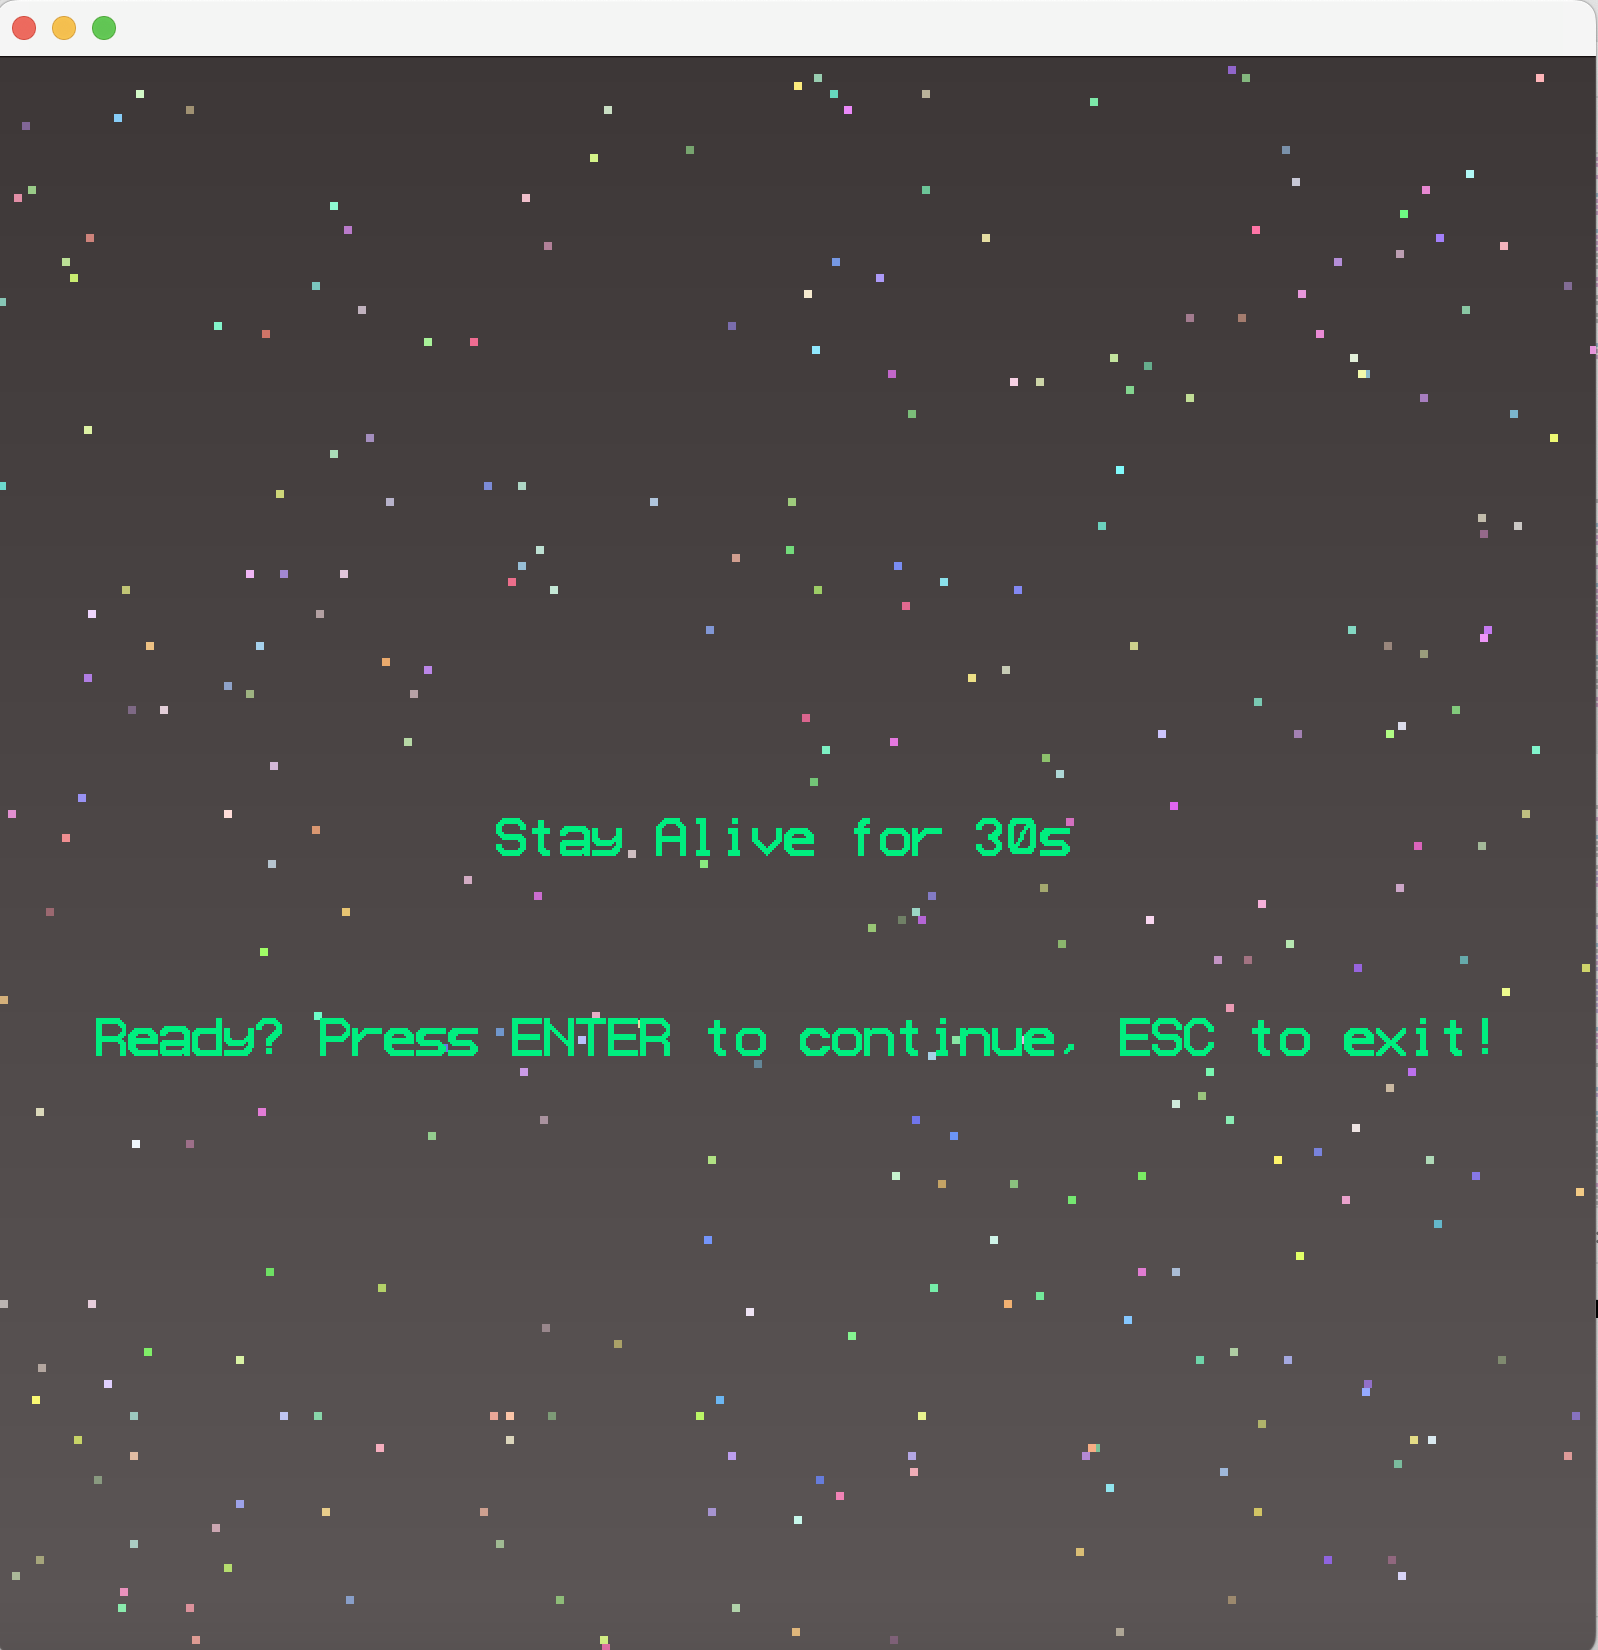 Stay Alive for 30s
Ready? Press ENTER to continue, ESC to exit!